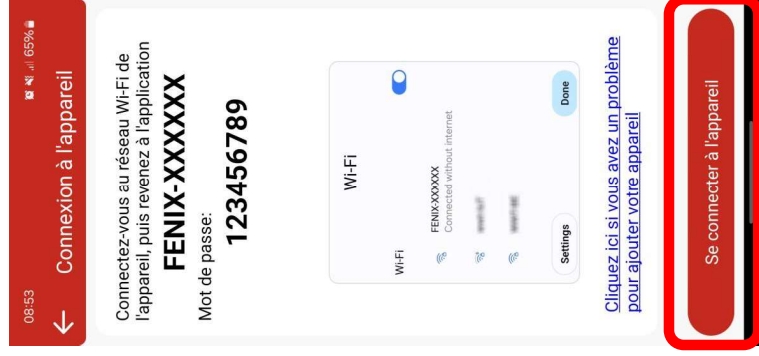 08:53
65%
Connexion à l'appareil
Connectez-vous au réseau Wi-Fi de
l'appareil, puis revenez à l'application
FENIX-XXXXXX
Mot de passe:
123456789
Wi-Fi
Wi-Fi
FENIX-XXXXXX
Connected without internet
Settings
Done
Cliquez ici si vous avez un problème
pour ajouter votre appareil
Se connecter à l'appareil